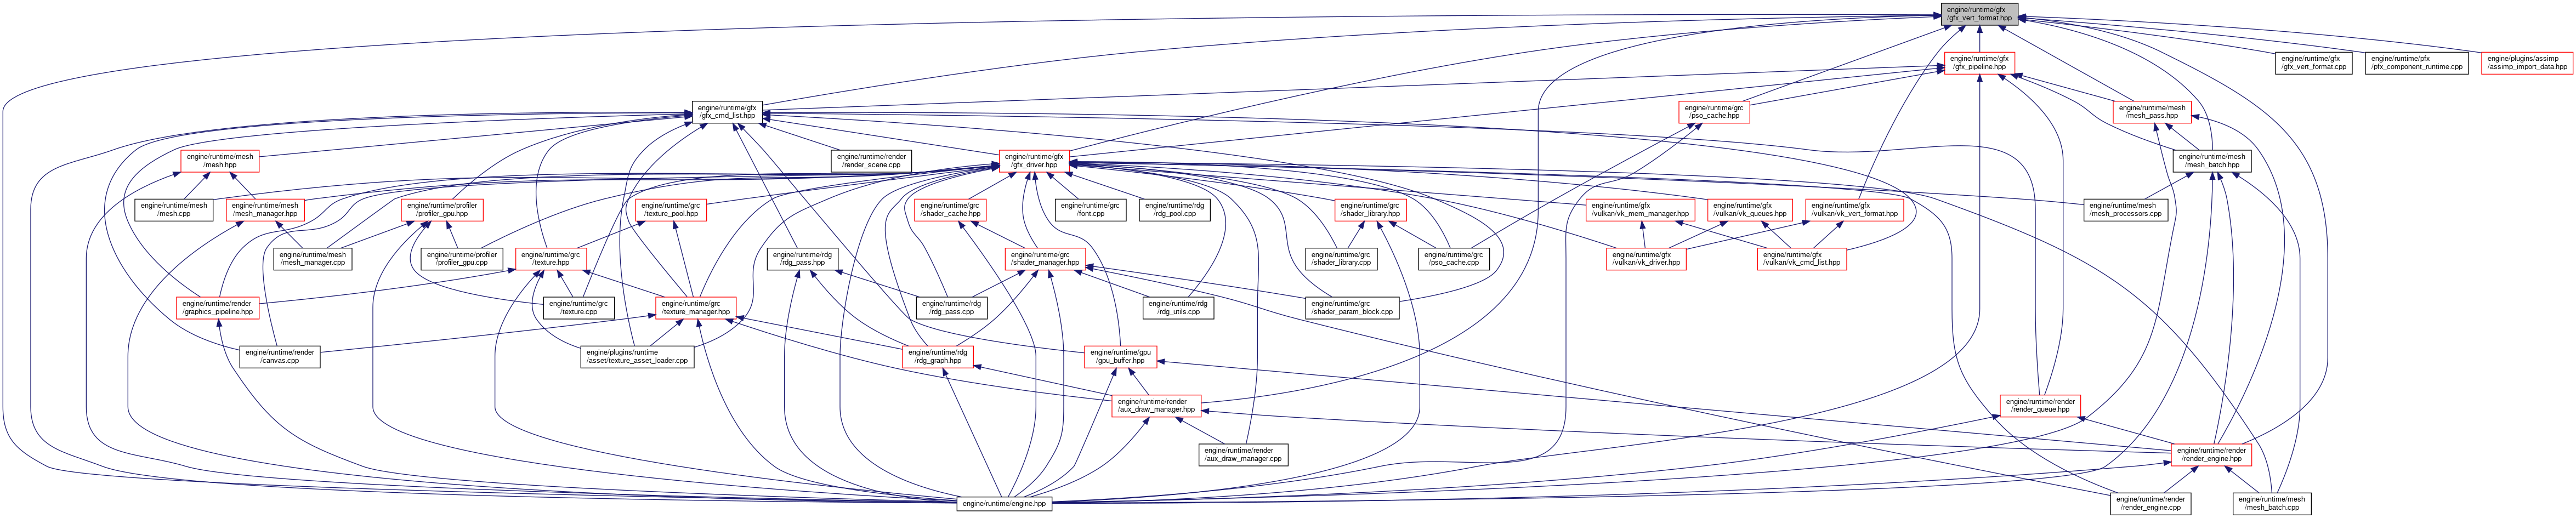 engine/runtime/gfx
/gfx_vert_format.hpp
engine/runtime/gfx
/gfx_pipeline.hpp
engine/runtime/gfx
/gfx_vert_format.cpp
engine/runtime/pfx
/pfx_component_runtime.cpp
engine/plugins/assimp
/assimp_import_data.hpp
engine/runtime/gfx
/gfx_cmd_list.hpp
engine/runtime/grc
/pso_cache.hpp
engine/runtime/mesh
/mesh_pass.hpp
engine/runtime/mesh
/mesh.hpp
engine/runtime/render
/render_scene.cpp
engine/runtime/gfx
/gfx_driver.hpp
engine/runtime/mesh
/mesh_batch.hpp
engine/runtime/mesh
/mesh.cpp
engine/runtime/mesh
/mesh_manager.hpp
engine/runtime/profiler
/profiler_gpu.hpp
engine/runtime/grc
/texture_pool.hpp
engine/runtime/grc
/shader_cache.hpp
engine/runtime/grc
/font.cpp
engine/runtime/rdg
/rdg_pool.cpp
engine/runtime/grc
/shader_library.hpp
engine/runtime/gfx
/vulkan/vk_mem_manager.hpp
engine/runtime/gfx
/vulkan/vk_queues.hpp
engine/runtime/gfx
/vulkan/vk_vert_format.hpp
engine/runtime/mesh
/mesh_processors.cpp
engine/runtime/mesh
/mesh_manager.cpp
engine/runtime/profiler
/profiler_gpu.cpp
engine/runtime/grc
/texture.hpp
engine/runtime/rdg
/rdg_pass.hpp
engine/runtime/grc
/shader_manager.hpp
engine/runtime/grc
/shader_library.cpp
engine/runtime/grc
/pso_cache.cpp
engine/runtime/gfx
/vulkan/vk_driver.hpp
engine/runtime/gfx
/vulkan/vk_cmd_list.hpp
engine/runtime/render
/graphics_pipeline.hpp
engine/runtime/grc
/texture.cpp
engine/runtime/grc
/texture_manager.hpp
engine/runtime/rdg
/rdg_pass.cpp
engine/runtime/rdg
/rdg_utils.cpp
engine/runtime/grc
/shader_param_block.cpp
engine/runtime/render
/canvas.cpp
engine/plugins/runtime
/asset/texture_asset_loader.cpp
engine/runtime/rdg
/rdg_graph.hpp
engine/runtime/gpu
/gpu_buffer.hpp
engine/runtime/render
/aux_draw_manager.hpp
engine/runtime/render
/render_queue.hpp
engine/runtime/render
/aux_draw_manager.cpp
engine/runtime/render
/render_engine.hpp
engine/runtime/engine.hpp
engine/runtime/render
/render_engine.cpp
engine/runtime/mesh
/mesh_batch.cpp